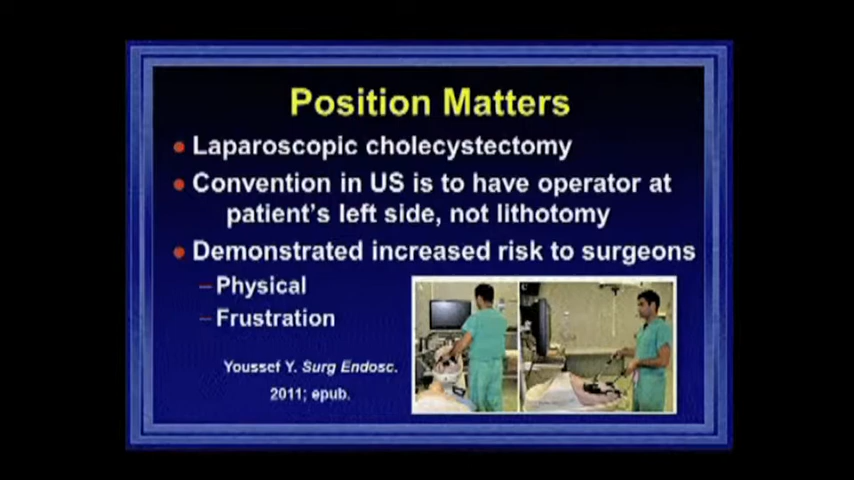 Position Matters
Laparoscopic cholecystectomy
Convention in US is to have operator at
patient's left side, not lithotomy
Demonstrated increased risk to surgeons
– Physical
– Frustration
Youssef Y. Surg Endosc.
2011; epub.